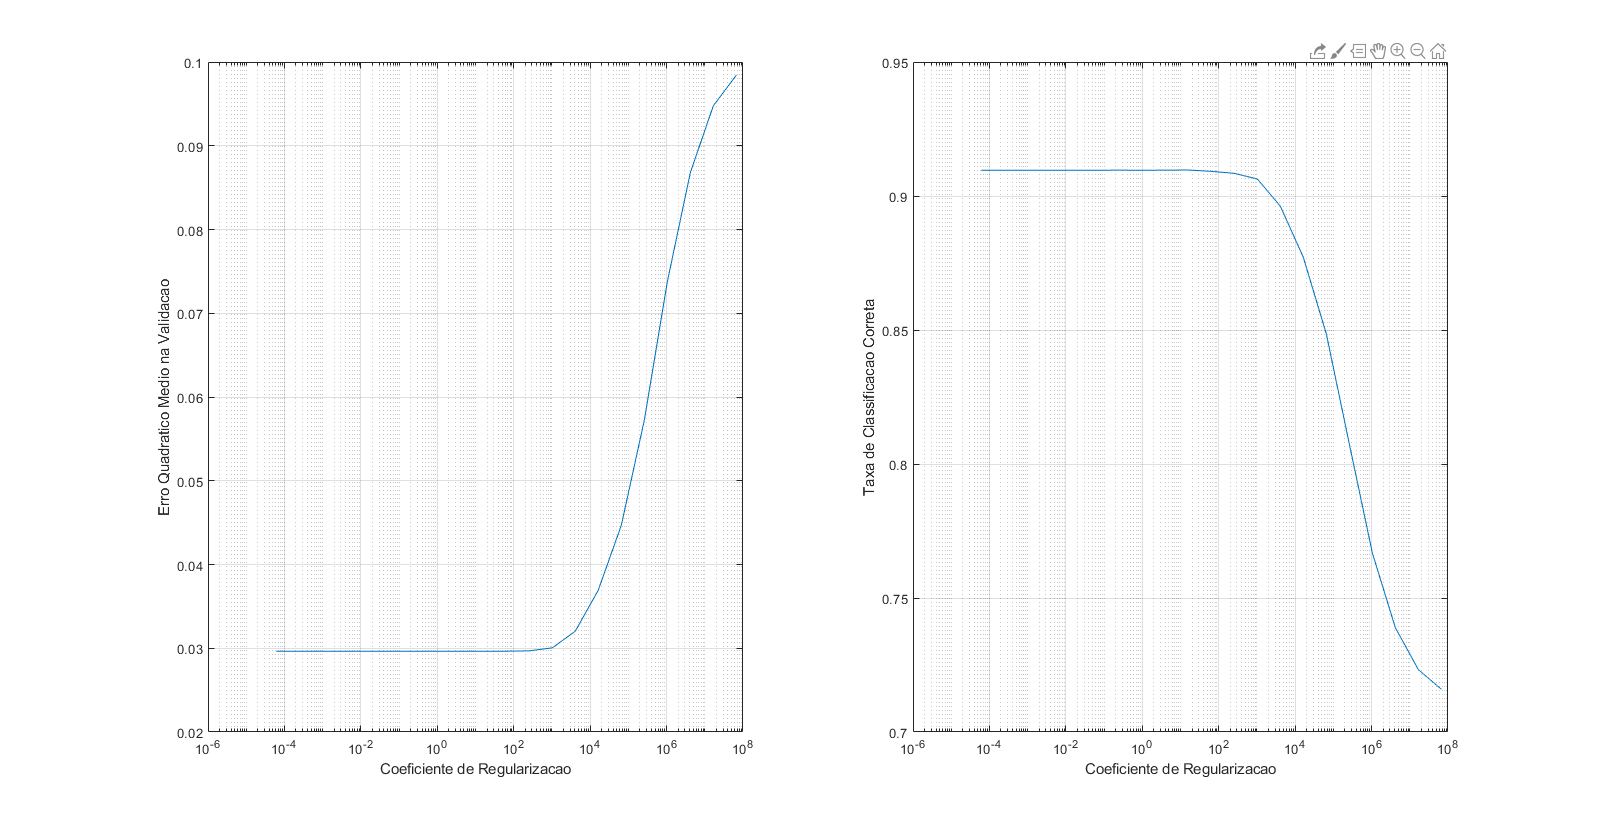 0.1
0.09
0.08
0.07
0.06
0.05
0.04
0.03
0.02
Erro Quadratico Medio na Validacao
10^-6 10^-4 10^-2 10^0 10^2 10^4 10^6 10^8
Coeficiente de Regularizacao
0.95
0.9
0.85
0.8
0.75
0.7
Taxa de Classificacao Correta
10^-6 10^-4 10^-2 10^0 10^2 10^4 10^6 10^8
Coeficiente de Regularizacao